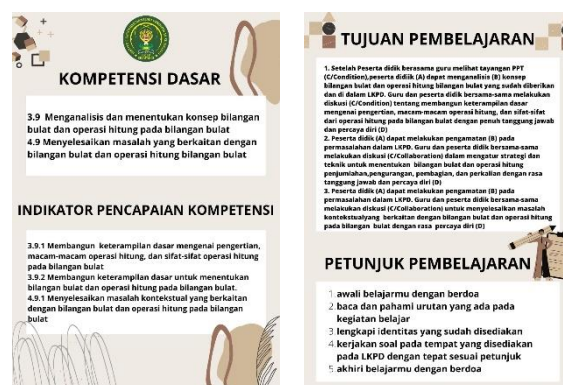 KOMPETENSI DASAR
3.9 Menganalisis dan menentukan konsep bilangan
bulat dan operasi hitung pada bilangan bulat
4.9 Menyelesaikan masalah yang berkaitan dengan
bilangan bulat dan operasi hitung bilangan bulat
INDIKATOR PENCAPAIAN KOMPETENSI
3.9.1 Membangun keterampilan dasar mengenai pengertian,
macam-macam operasi hitung, dan sifat-sifat operasi hitung
pada bilangan bulat
3.9.2 Membangun keterampilan dasar untuk menentukan
bilangan bulat dan operasi hitung pada bilangan bulat.
4.9.1 Menyelesaikan masalah kontekstual yang berkaitan
dengan bilangan bulat dan operasi hitung pada bilangan
bulat
TUJUAN PEMBELAJARAN
1. Setelah Peserta didik berasama guru melihat tayangan PPT
(C/Condition),peserta didiik (A) dapat menganalisis (B) konsep
bilangan bulat dan operasi hitung bilangan bulat yang sudah diberikan
dan di dalam LKPD. Guru dan peserta didik bersama-sama melakukan
diskusi (C/Condition) tentang membangun keterampilan dasar
mengenai pengertian, macam-macam operasi hitung, dan sifat-sifat
dari operasi hitung pada bilangan bulat dengan penuh tanggung jawab
dan percaya diri (D)
2. Peserta didik (A) dapat melakukan pengamatan (B) pada
permasalahan dalam LKPD. Guru dan peserta didik bersama-sama
melakukan diskusi (C/Collaboration) dalam mengatur strategi dan
teknik untuk menentukan bilangan bulat dan operasi hitung
penjumlahan,pengurangan, pembagian, dan perkalian dengan rasa
tanggung jawab dan percaya diri (D)
3. Peserta didik (A) dapat melakukan pengamatan (B) pada
permasalahan dalam LKPD. Guru dan peserta didik bersama-sama
melakukan diskusi (C/Collaboration) untuk menyelesaikan masalah
kontekstualyang berkaitan dengan bilangan bulat dan operasi hitung
pada bilangan bulat dengan rasa percaya diri (D)
PETUNJUK PEMBELAJARAN
1. awali belajarmu dengan berdoa
2. baca dan pahami urutan yang ada pada
kegiatan belajar
3. lengkapi identitas yang sudah disediakan
4. kerjakan soal pada tempat yang disediakan
pada LKPD dengan tepat sesuai petunjuk
5. akhiri belajarmu dengan berdoa